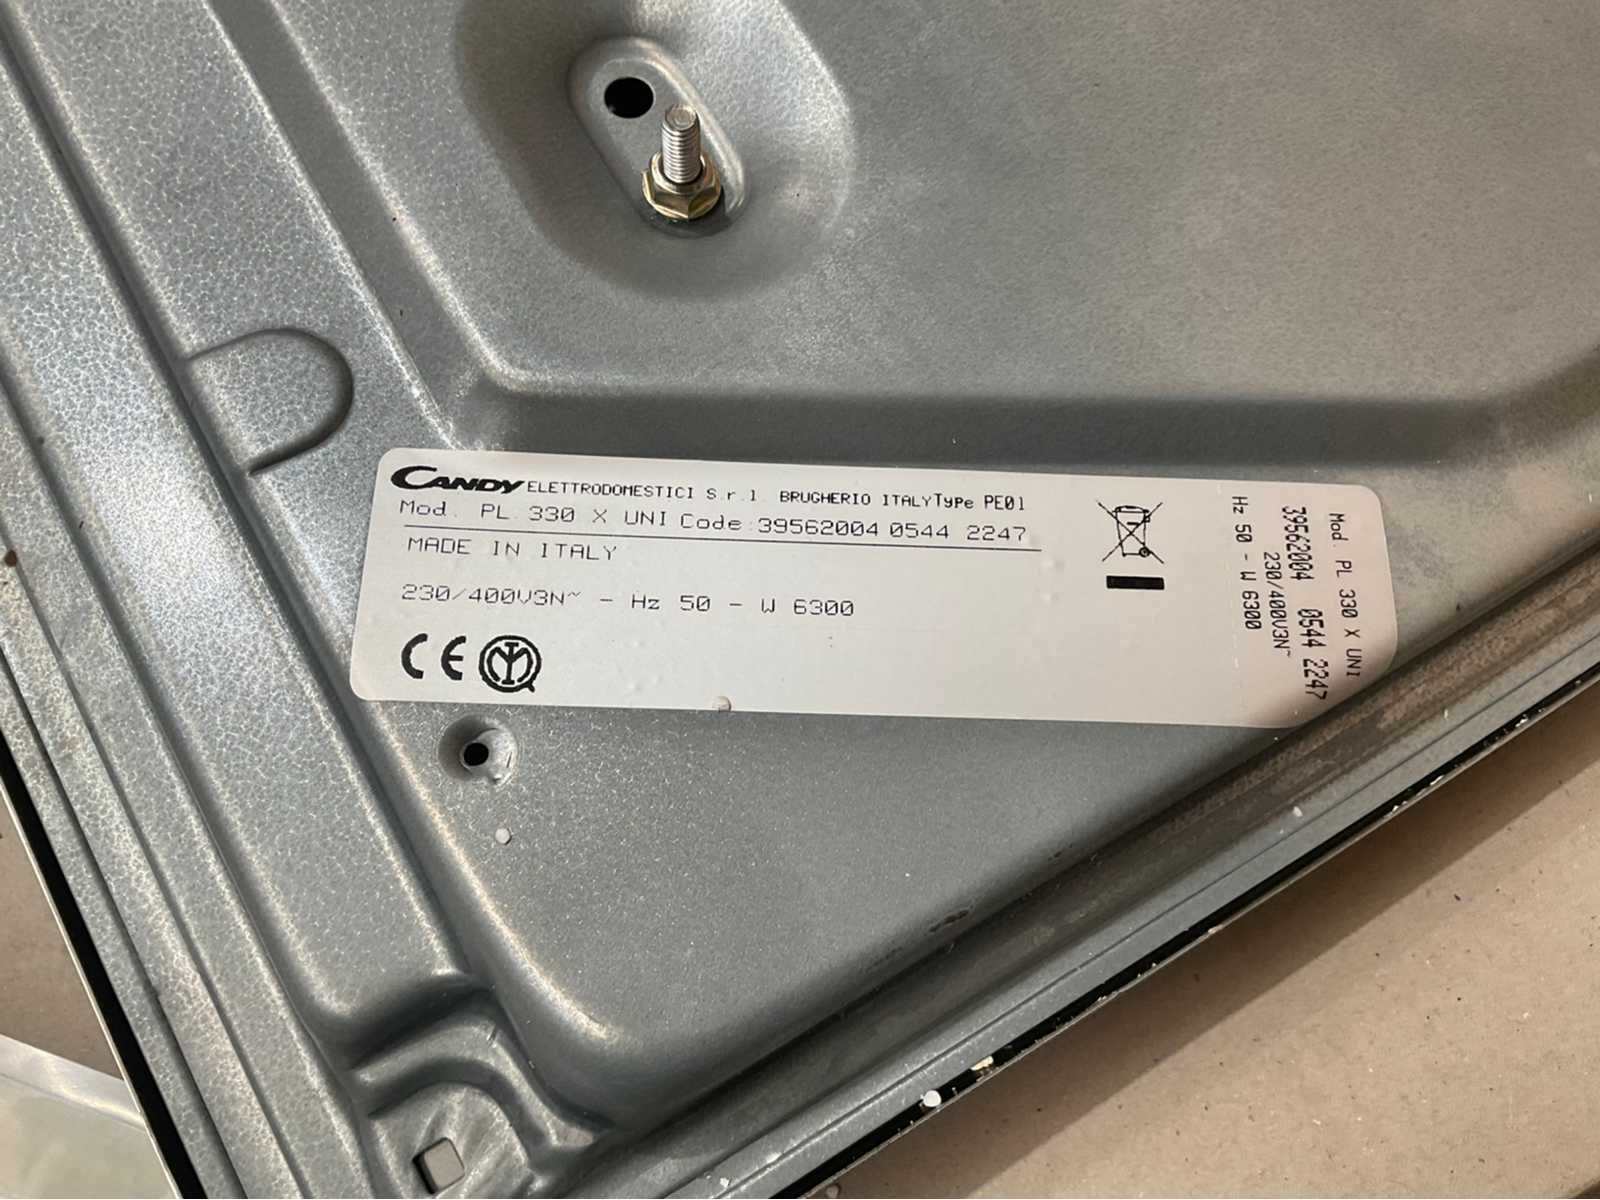 CANDY ELETTRODOMESTICI S.r.l. BRUGHERIO ITALY Type PE01
Mod. PL 330 X UNI Code:39562004 0544 2247
MADE IN ITALY
230/400V3N~ - Hz 50 - W 6300
CE
Mod. PL 330 X UNI
39562004 0544 2247
230/400V3N~
Hz 50 - W 6300